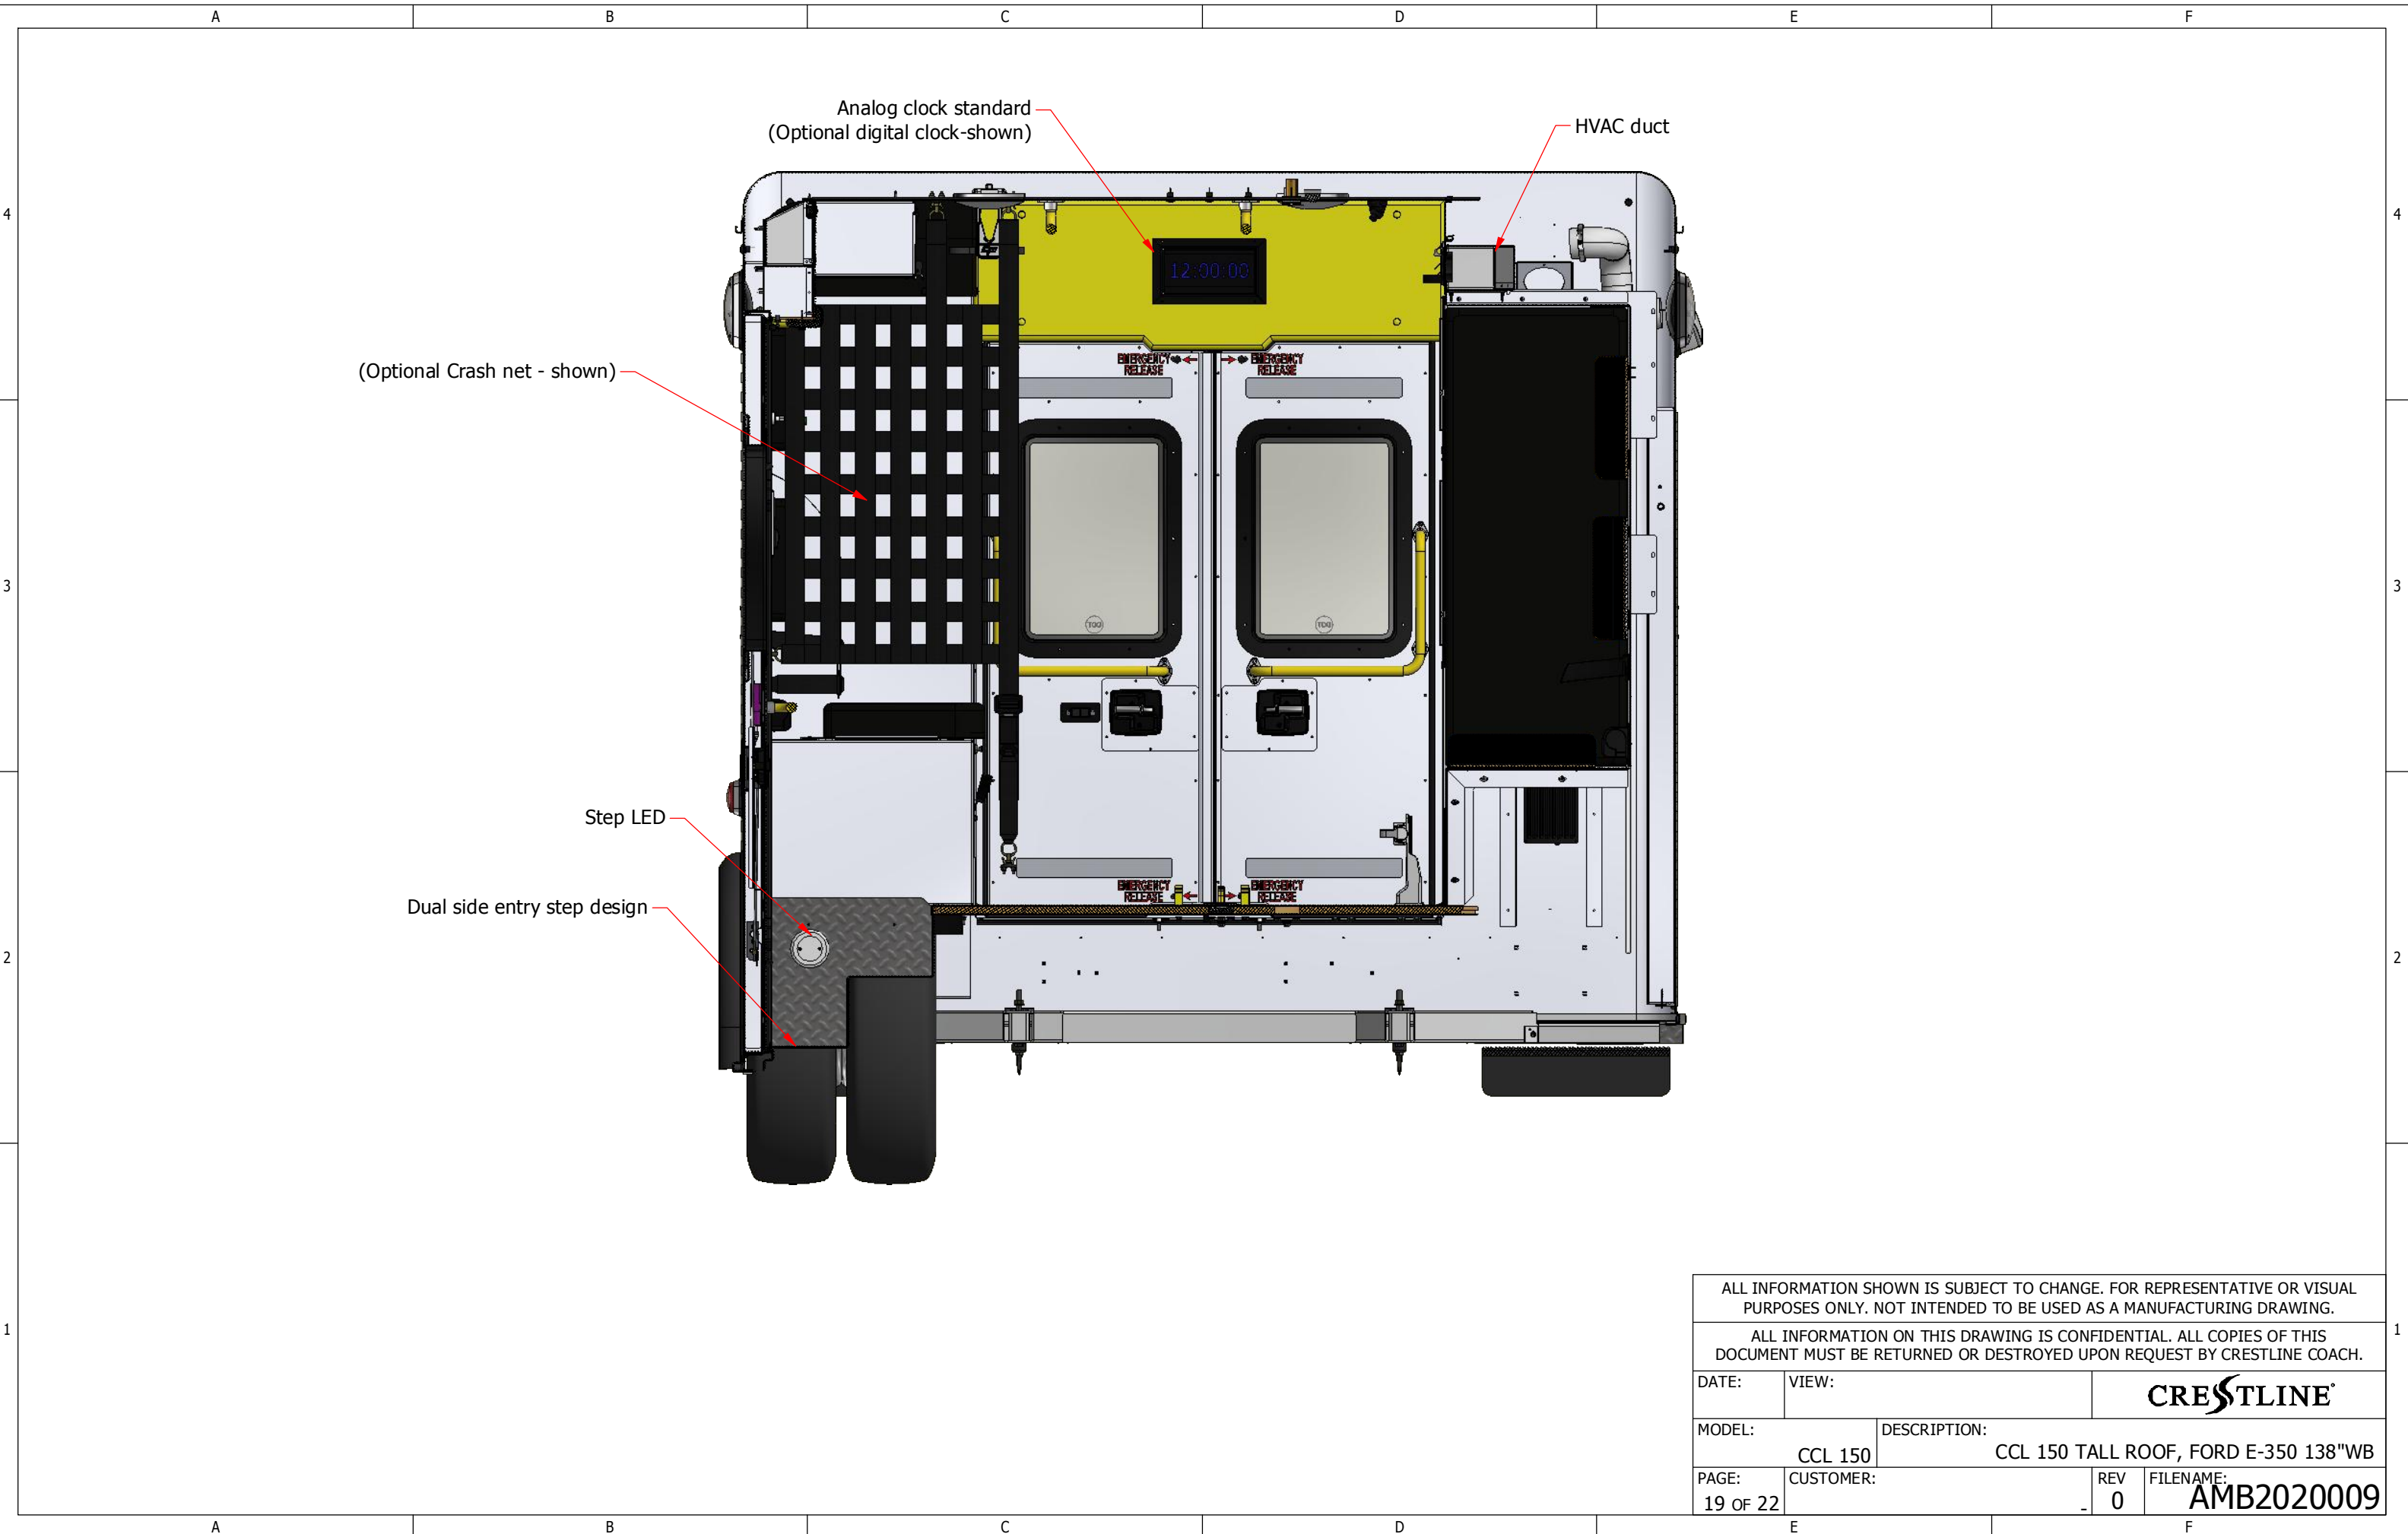 A B C D E F
Analog clock standard
(Optional digital clock-shown)
HVAC duct
4 4
12:00:00
EMERGENCY
RELEASE
EMERGENCY
RELEASE
(Optional Crash net - shown)
3 3
TGO
TGO
Step LED
EMERGENCY
RELEASE
EMERGENCY
RELEASE
Dual side entry step design
2 2
1 1
ALL INFORMATION SHOWN IS SUBJECT TO CHANGE. FOR REPRESENTATIVE OR VISUAL
PURPOSES ONLY. NOT INTENDED TO BE USED AS A MANUFACTURING DRAWING.
ALL INFORMATION ON THIS DRAWING IS CONFIDENTIAL. ALL COPIES OF THIS
DOCUMENT MUST BE RETURNED OR DESTROYED UPON REQUEST BY CRESTLINE COACH.
DATE: VIEW:
CRESTLINE®
MODEL: DESCRIPTION:
CCL 150 CCL 150 TALL ROOF, FORD E-350 138"WB
PAGE: CUSTOMER: REV FILENAME:
19 OF 22 - 0 AMB2020009
A B C D E F